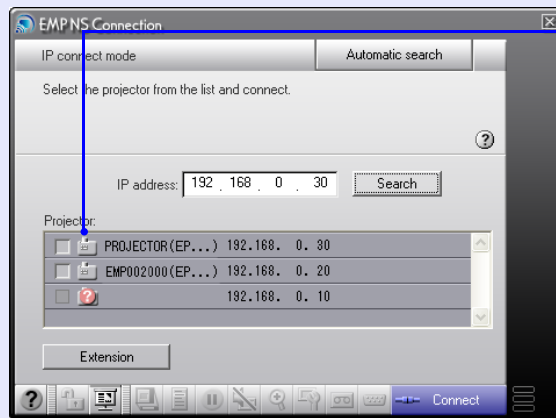 EMP NS Connection
IP connect mode
Automatic search
Select the projector from the list and connect.
IP address: 192 . 168 . 0 . 30
Search
Projector:
PROJECTOR(EP...) 192.168. 0. 30
EMP002000(EP...) 192.168. 0. 20
192.168. 0. 10
Extension
Connect